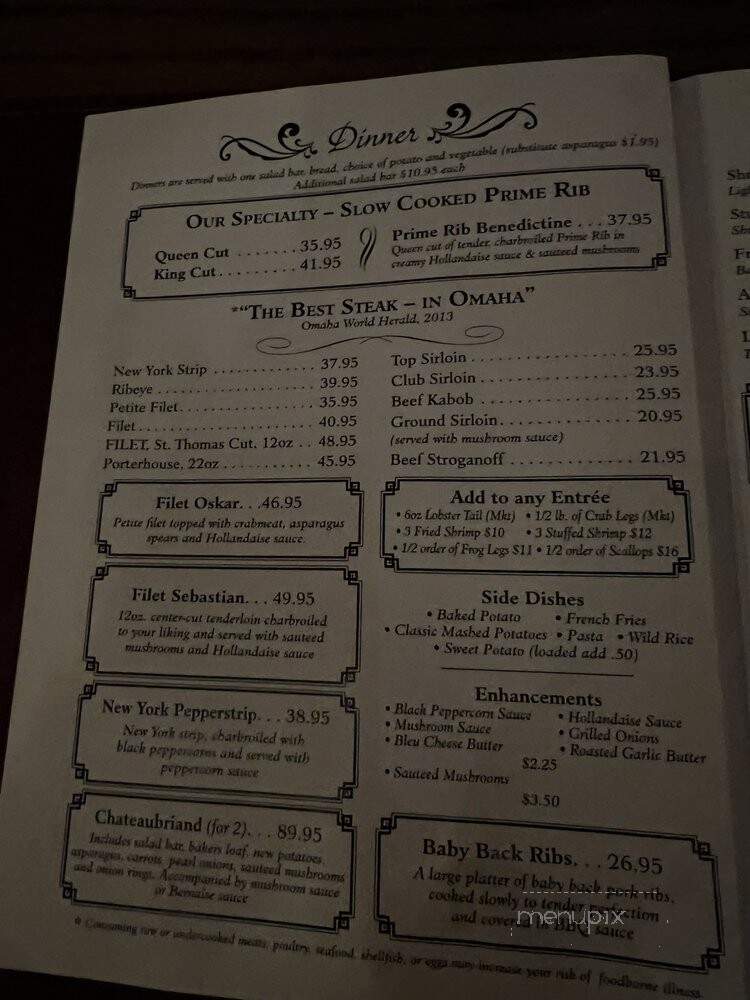 Dinner
Dinners are served with one salad bar, bread, choice of potato and vegetable (substitute asparagus $1.95)
Additional salad bar $10.95 each
OUR SPECIALTY – SLOW COOKED PRIME RIB
Queen Cut . . . . . . . 35.95
King Cut . . . . . . . . . 41.95
Prime Rib Benedictine . . . 37.95
Queen cut of tender, charbroiled Prime Rib in
creamy Hollandaise sauce & sauteed mushrooms
*"THE BEST STEAK – IN OMAHA"
Omaha World Herald, 2013
New York Strip . . . . . . . . . . . . 37.95
Ribeye . . . . . . . . . . . . . . . . . . 39.95
Petite Filet. . . . . . . . . . . . . . . . 35.95
Filet . . . . . . . . . . . . . . . . . . . . 40.95
FILET, St. Thomas Cut, 12oz . . 48.95
Porterhouse, 22oz . . . . . . . . . . 45.95
Top Sirloin . . . . . . . . . . . . . . . . . 25.95
Club Sirloin . . . . . . . . . . . . . . . . 23.95
Beef Kabob . . . . . . . . . . . . . . . . 25.95
Ground Sirloin. . . . . . . . . . . . . . 20.95
(served with mushroom sauce)
Beef Stroganoff . . . . . . . . . . . . . 21.95
Filet Oskar. . .46.95
Petite filet topped with crabmeat, asparagus
spears and Hollandaise sauce.
Filet Sebastian. . . 49.95
12oz. center-cut tenderloin charbroiled
to your liking and served with sauteed
mushrooms and Hollandaise sauce
New York Pepperstrip. . . 38.95
New York strip, charbroiled with
black peppercorns and served with
peppercorn sauce
Chateaubriand (for 2). . . 89.95
Includes salad bar, bakers loaf, new potatoes,
asparagus, carrots, pearl onions, sauteed mushrooms
and onion rings. Accompanied by mushroom sauce
or Bernaise sauce
Add to any Entrée
• 6oz Lobster Tail (Mkt) • 1/2 lb. of Crab Legs (Mkt)
• 3 Fried Shrimp $10 • 3 Stuffed Shrimp $12
• 1/2 order of Frog Legs $11 • 1/2 order of Scallops $16
Side Dishes
• Baked Potato • French Fries
• Classic Mashed Potatoes • Pasta • Wild Rice
• Sweet Potato (loaded add .50)
Enhancements
• Black Peppercorn Sauce • Hollandaise Sauce
• Mushroom Sauce • Grilled Onions
• Bleu Cheese Butter • Roasted Garlic Butter
$2.25
• Sauteed Mushrooms
$3.50
Baby Back Ribs. . . 26.95
A large platter of baby back pork ribs,
cooked slowly to tender perfection
and covered in BBQ sauce
menupix
* Consuming raw or undercooked meats, poultry, seafood, shellfish, or eggs may increase your risk of foodborne illness.